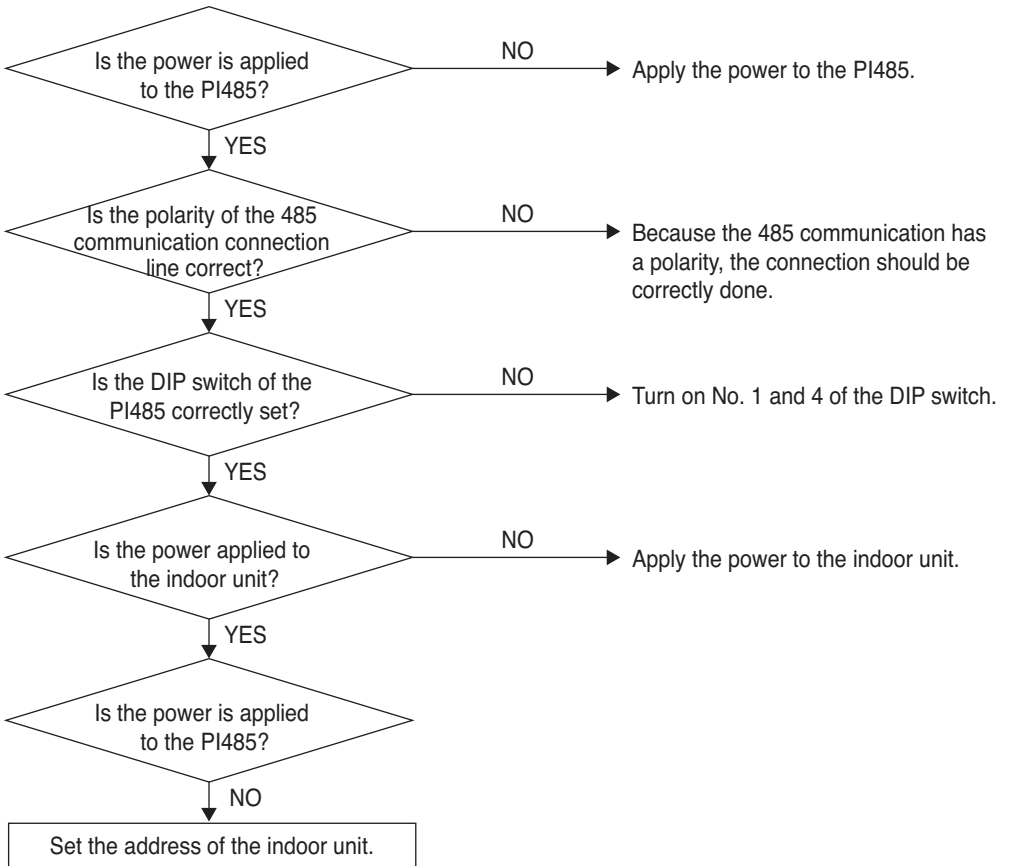 Is the power is applied
to the PI485?
NO
Apply the power to the PI485.
YES
Is the polarity of the 485
communication connection
line correct?
NO
Because the 485 communication has
a polarity, the connection should be
correctly done.
YES
Is the DIP switch of the
PI485 correctly set?
NO
Turn on No. 1 and 4 of the DIP switch.
YES
Is the power applied to
the indoor unit?
NO
Apply the power to the indoor unit.
YES
Is the power is applied
to the PI485?
NO
Set the address of the indoor unit.